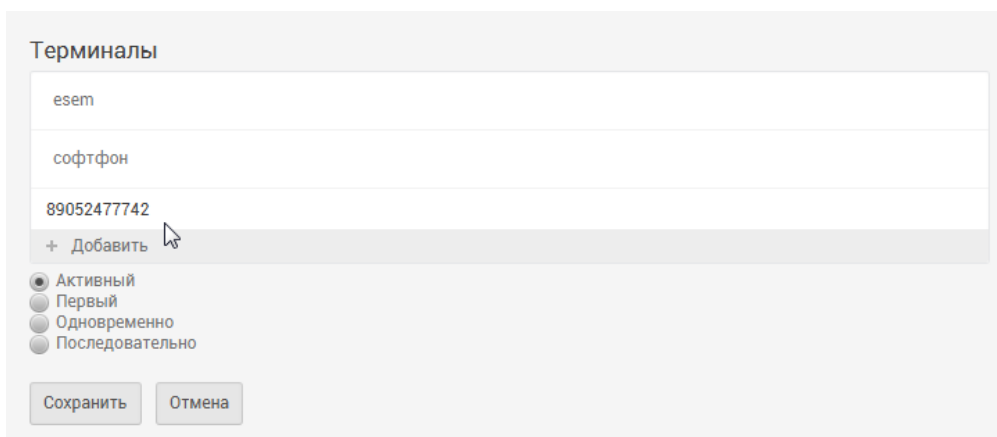 Терминалы
esem
софтфон
89052477742
+ Добавить
Активный
Первый
Одновременно
Последовательно
Сохранить Отмена